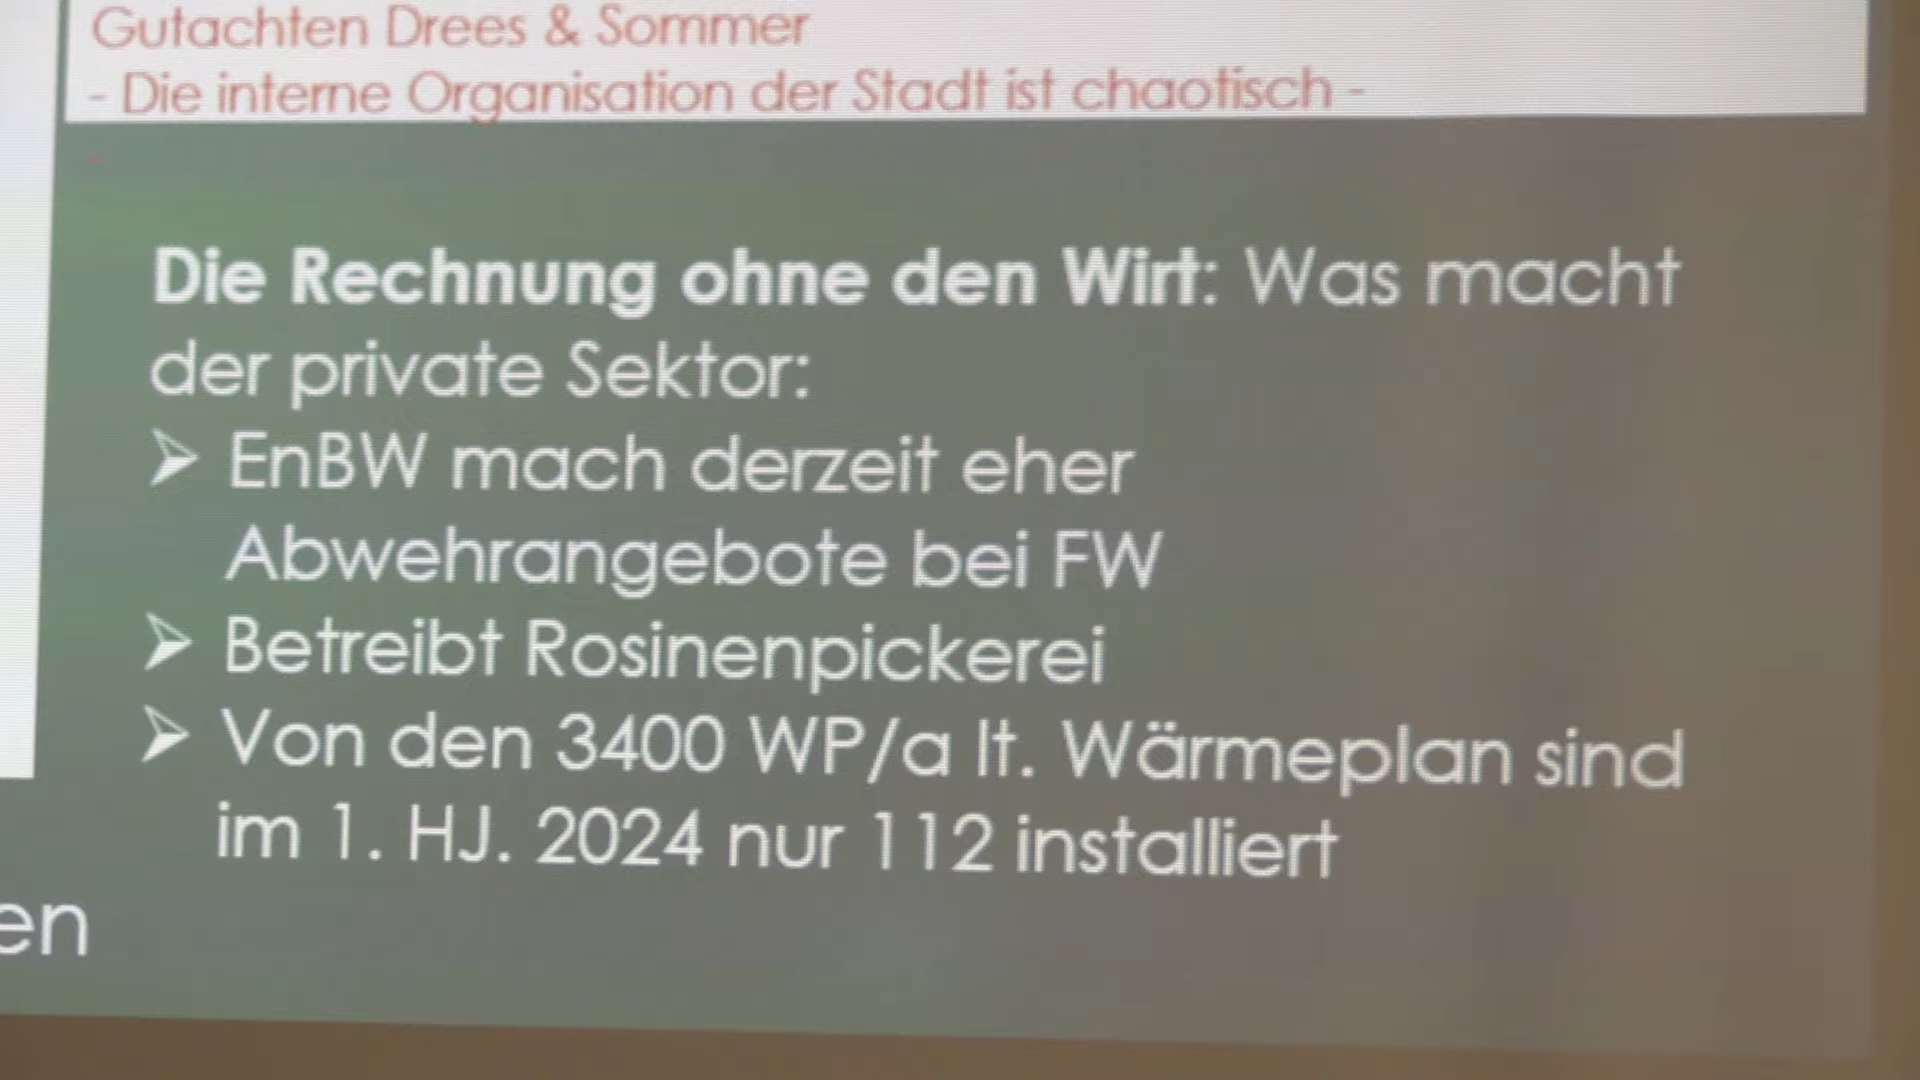 Gutachten Drees & Sommer
- Die interne Organisation der Stadt ist chaotisch -
-
Die Rechnung ohne den Wirt: Was macht
der private Sektor:
➢ EnBW mach derzeit eher
Abwehrangebote bei FW
➢ Betreibt Rosinenpickerei
➢ Von den 3400 WP/a lt. Wärmeplan sind
im 1. HJ. 2024 nur 112 installiert
en